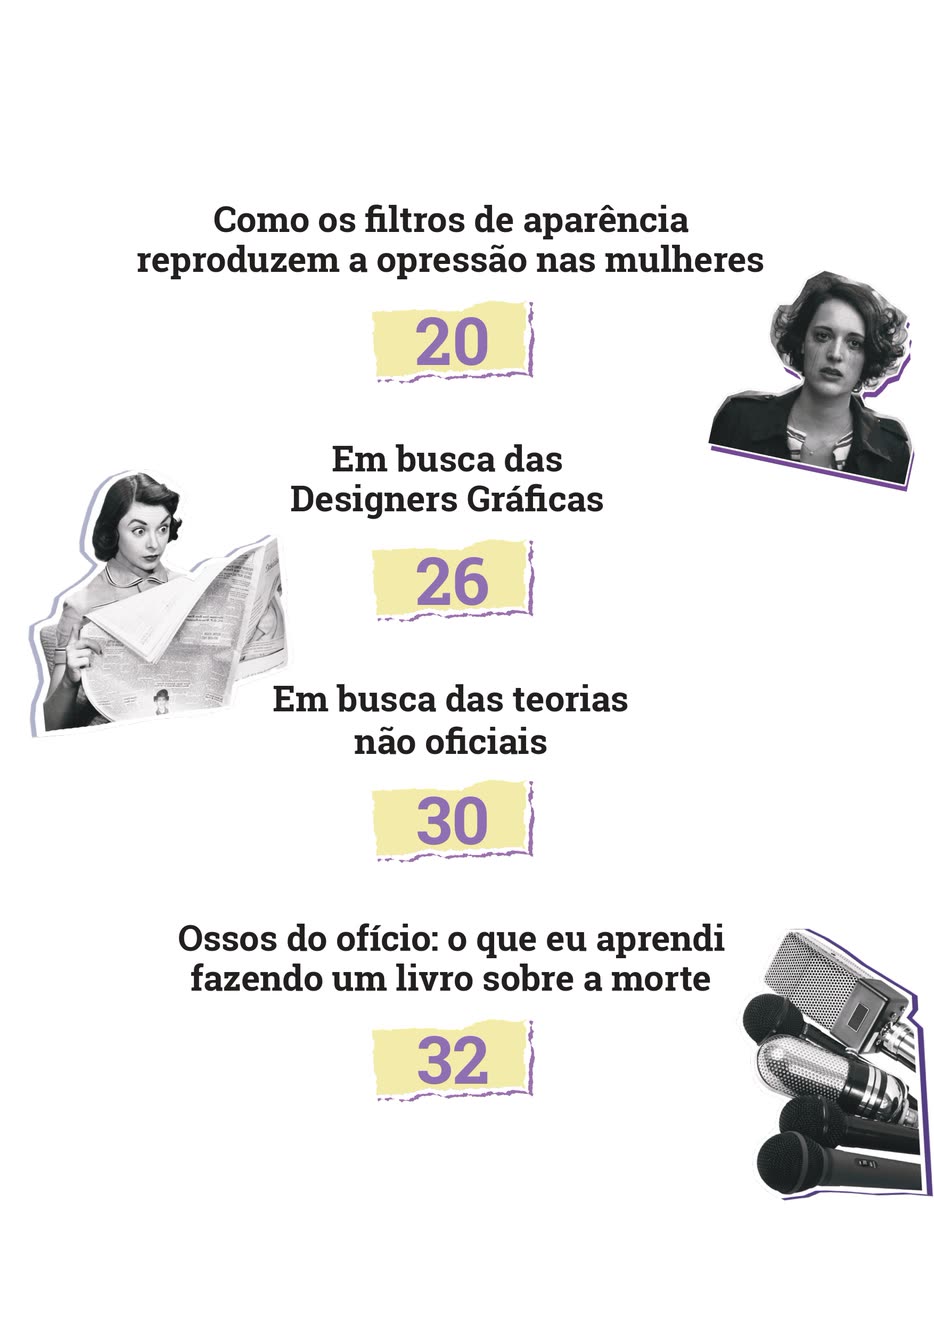 Como os filtros de aparência
reproduzem a opressão nas mulheres
20
Em busca das
Designers Gráficas
26
Em busca das teorias
não oficiais
30
Ossos do ofício: o que eu aprendi
fazendo um livro sobre a morte
32